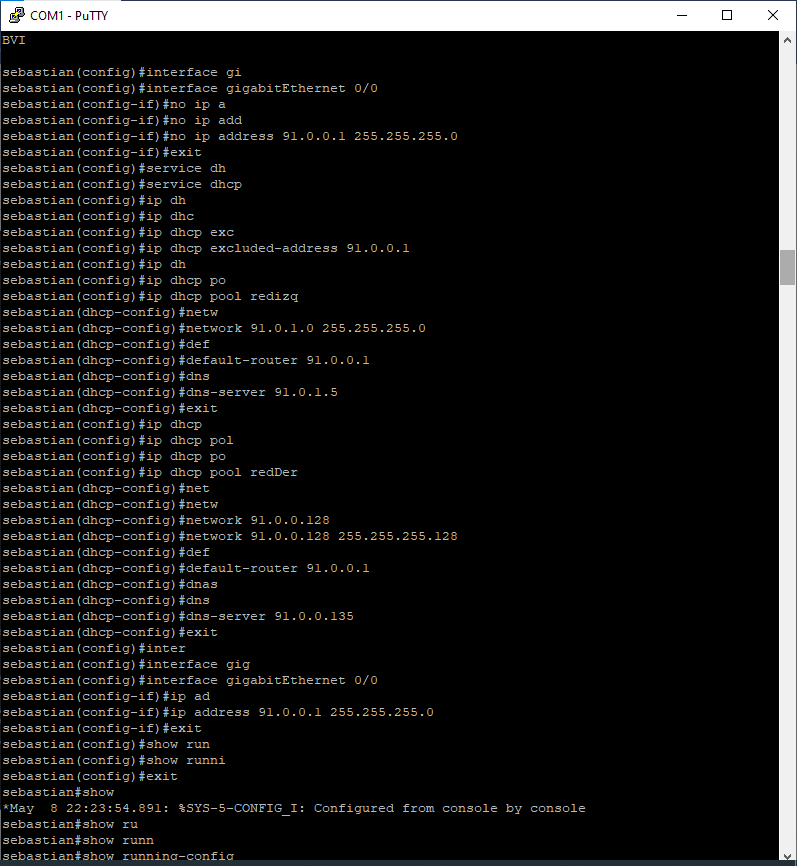 COM1 - PuTTY
BVI
sebastian(config)#interface gi
sebastian(config)#interface gigabitEthernet 0/0
sebastian(config-if)#no ip a
sebastian(config-if)#no ip add
sebastian(config-if)#no ip address 91.0.0.1 255.255.255.0
sebastian(config-if)#exit
sebastian(config)#service dh
sebastian(config)#service dhcp
sebastian(config)#ip dh
sebastian(config)#ip dhc
sebastian(config)#ip dhcp exc
sebastian(config)#ip dhcp excluded-address 91.0.0.1
sebastian(config)#ip dh
sebastian(config)#ip dhcp po
sebastian(config)#ip dhcp pool redizq
sebastian(dhcp-config)#netw
sebastian(dhcp-config)#network 91.0.1.0 255.255.255.0
sebastian(dhcp-config)#def
sebastian(dhcp-config)#default-router 91.0.0.1
sebastian(dhcp-config)#dns
sebastian(dhcp-config)#dns-server 91.0.1.5
sebastian(dhcp-config)#exit
sebastian(config)#ip dhcp
sebastian(config)#ip dhcp pol
sebastian(config)#ip dhcp po
sebastian(config)#ip dhcp pool redDer
sebastian(dhcp-config)#net
sebastian(dhcp-config)#netw
sebastian(dhcp-config)#network 91.0.0.128
sebastian(dhcp-config)#network 91.0.0.128 255.255.255.128
sebastian(dhcp-config)#def
sebastian(dhcp-config)#default-router 91.0.0.1
sebastian(dhcp-config)#dnas
sebastian(dhcp-config)#dns
sebastian(dhcp-config)#dns-server 91.0.0.135
sebastian(dhcp-config)#exit
sebastian(config)#inter
sebastian(config)#interface gig
sebastian(config)#interface gigabitEthernet 0/0
sebastian(config-if)#ip ad
sebastian(config-if)#ip address 91.0.0.1 255.255.255.0
sebastian(config-if)#exit
sebastian(config)#show run
sebastian(config)#show runni
sebastian(config)#exit
sebastian#show
*May  8 22:23:54.891: %SYS-5-CONFIG_I: Configured from console by console
sebastian#show ru
sebastian#show runn
sebastian#show running-config